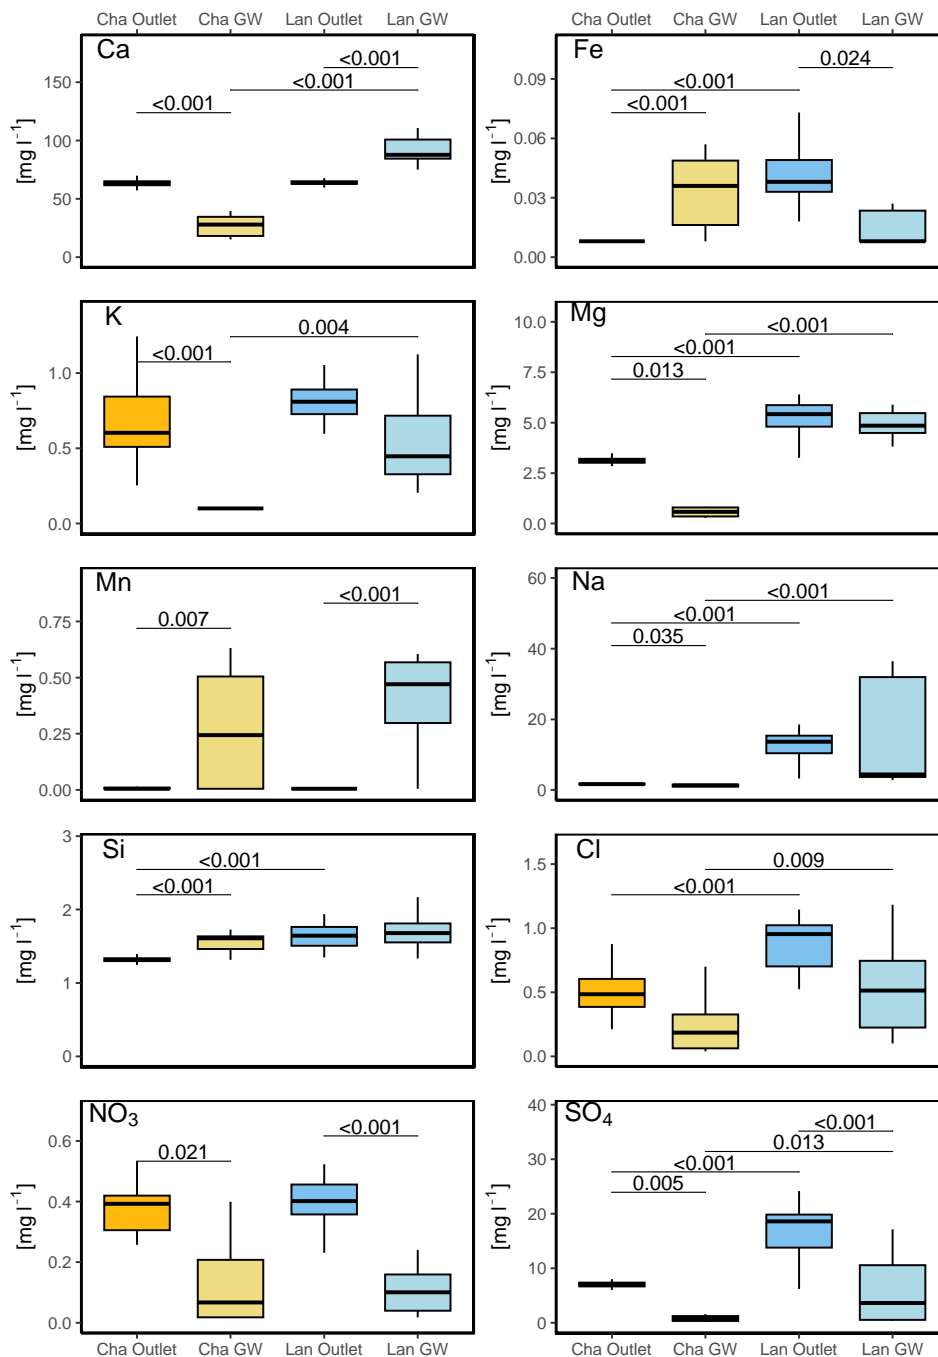 Cha Outlet Cha GW Lan Outlet Lan GW
Cha Outlet Cha GW Lan Outlet Lan GW
Ca
<0.001
<0.001
<0.001
150
100
50
0
[mg l⁻¹]
Fe
0.024
<0.001
<0.001
0.09
0.06
0.03
0.00
[mg l⁻¹]
K
0.004
<0.001
1.0
0.5
0.0
[mg l⁻¹]
Mg
<0.001
<0.001
0.013
10.0
7.5
5.0
2.5
0.0
[mg l⁻¹]
Mn
<0.001
0.007
0.75
0.50
0.25
0.00
[mg l⁻¹]
Na
<0.001
<0.001
0.035
60
40
20
0
[mg l⁻¹]
Si
<0.001
<0.001
3
2
1
0
[mg l⁻¹]
Cl
0.009
<0.001
1.5
1.0
0.5
0.0
[mg l⁻¹]
NO₃
<0.001
0.021
0.6
0.4
0.2
0.0
[mg l⁻¹]
SO₄
<0.001
0.013
<0.001
0.005
40
30
20
10
0
[mg l⁻¹]
Cha Outlet Cha GW Lan Outlet Lan GW
Cha Outlet Cha GW Lan Outlet Lan GW